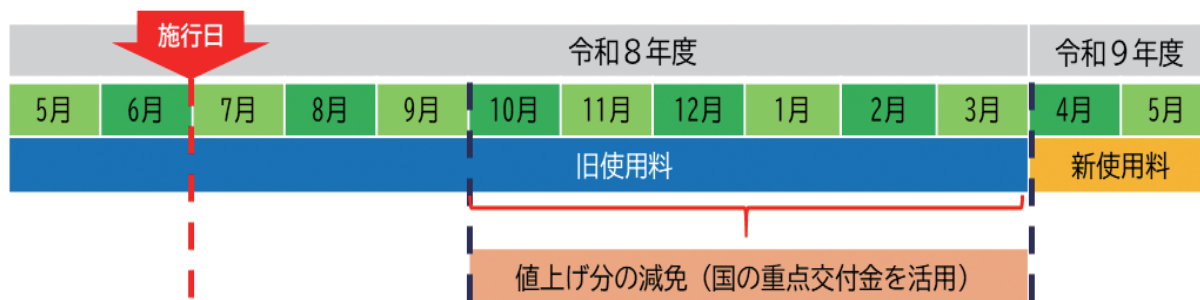 施行日
令和８年度
令和９年度
5月 6月 7月 8月 9月 10月 11月 12月 1月 2月 3月 4月 5月
旧使用料
新使用料
値上げ分の減免（国の重点交付金を活用）